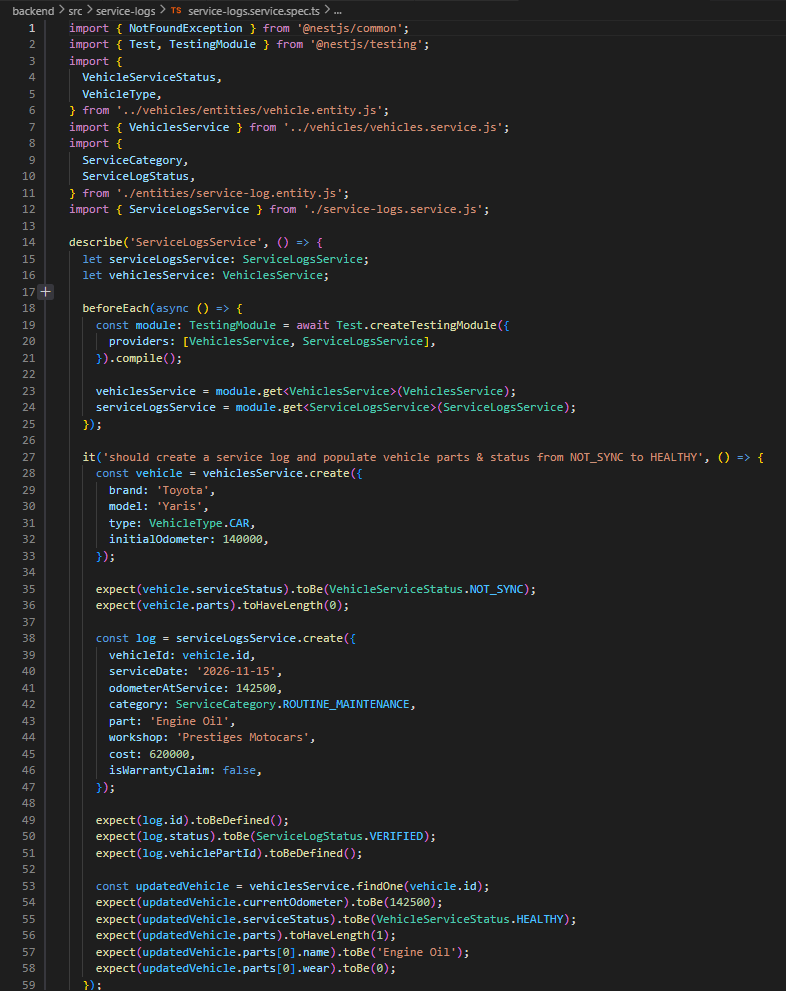 backend > src > service-logs > TS service-logs.service.spec.ts > ...
1 import { NotFoundException } from '@nestjs/common';
2 import { Test, TestingModule } from '@nestjs/testing';
3 import {
4 VehicleServiceStatus,
5 VehicleType,
6 } from '../vehicles/entities/vehicle.entity.js';
7 import { VehiclesService } from '../vehicles/vehicles.service.js';
8 import {
9 ServiceCategory,
10 ServiceLogStatus,
11 } from './entities/service-log.entity.js';
12 import { ServiceLogsService } from './service-logs.service.js';
13
14 describe('ServiceLogsService', () => {
15 let serviceLogsService: ServiceLogsService;
16 let vehiclesService: VehiclesService;
17 +
18 beforeEach(async () => {
19 const module: TestingModule = await Test.createTestingModule({
20 providers: [VehiclesService, ServiceLogsService],
21 }).compile();
22
23 vehiclesService = module.get<VehiclesService>(VehiclesService);
24 serviceLogsService = module.get<ServiceLogsService>(ServiceLogsService);
25 });
26
27 it('should create a service log and populate vehicle parts & status from NOT_SYNC to HEALTHY', () => {
28 const vehicle = vehiclesService.create({
29 brand: 'Toyota',
30 model: 'Yaris',
31 type: VehicleType.CAR,
32 initialOdometer: 140000,
33 });
34
35 expect(vehicle.serviceStatus).toBe(VehicleServiceStatus.NOT_SYNC);
36 expect(vehicle.parts).toHaveLength(0);
37
38 const log = serviceLogsService.create({
39 vehicleId: vehicle.id,
40 serviceDate: '2026-11-15',
41 odometerAtService: 142500,
42 category: ServiceCategory.ROUTINE_MAINTENANCE,
43 part: 'Engine Oil',
44 workshop: 'Prestiges Motocars',
45 cost: 620000,
46 isWarrantyClaim: false,
47 });
48
49 expect(log.id).toBeDefined();
50 expect(log.status).toBe(ServiceLogStatus.VERIFIED);
51 expect(log.vehiclePartId).toBeDefined();
52
53 const updatedVehicle = vehiclesService.findOne(vehicle.id);
54 expect(updatedVehicle.currentOdometer).toBe(142500);
55 expect(updatedVehicle.serviceStatus).toBe(VehicleServiceStatus.HEALTHY);
56 expect(updatedVehicle.parts).toHaveLength(1);
57 expect(updatedVehicle.parts[0].name).toBe('Engine Oil');
58 expect(updatedVehicle.parts[0].wear).toBe(0);
59 });